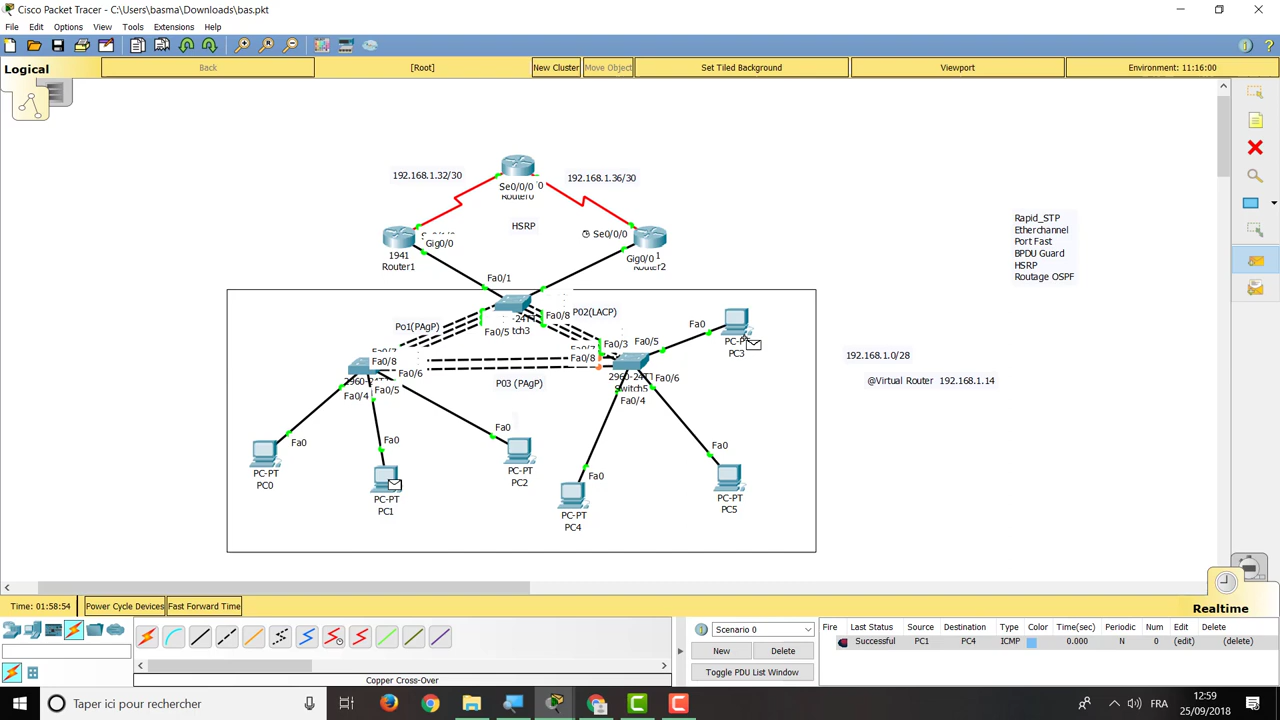 Cisco Packet Tracer - C:\Users\basma\Downloads\bas.pkt
File Edit Options View Tools Extensions Help
Logical
Back
[Root]
New Cluster
Move Object
Set Tiled Background
Viewport
Environment: 11:16:00
192.168.1.32/30
192.168.1.36/30
Se0/0/0
Router0
HSRP
Se0/0/0
Gig0/0
1941
Router1
Gig0/0
Router2
Fa0/1
Rapid_STP
Etherchannel
Port Fast
BPDU Guard
HSRP
Routage OSPF
Po1(PAgP)
Fa0/5
Fa0/8
P02(LACP)
Fa0/3
Fa0/5
Fa0
Fa0/8
PC3
Fa0/8
Fa0/6
Fa0/8
2960-24TT
Switch5
Fa0/6
Fa0/4
P03 (PAgP)
Fa0/4
Fa0/5
192.168.1.0/28
@Virtual Router 192.168.1.14
Fa0
PC-PT
PC0
Fa0
PC-PT
PC1
Fa0
PC-PT
PC2
Fa0
PC-PT
PC4
Fa0
PC-PT
PC5
Time: 01:58:54
Power Cycle Devices
Fast Forward Time
Realtime
Scenario 0
New
Delete
Toggle PDU List Window
Fire Last Status Source Destination Type Color Time(sec) Periodic Num Edit Delete
Successful PC1 PC4 ICMP 0.000 N 0 (edit) (delete)
Copper Cross-Over
Taper ici pour rechercher
FRA
12:59
25/09/2018